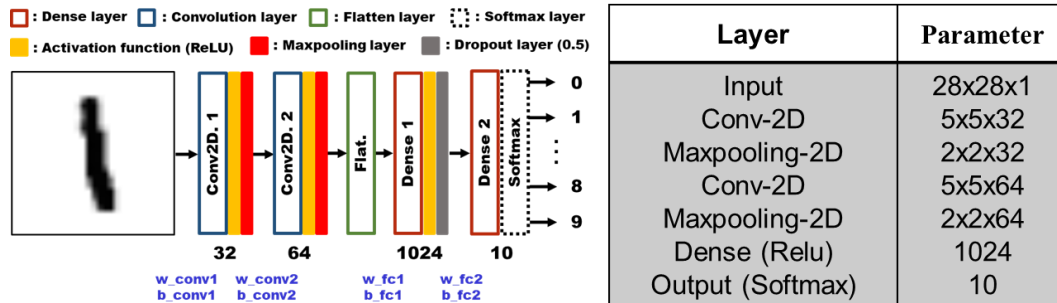 : Dense layer : Convolution layer : Flatten layer : Softmax layer
: Activation function (ReLU) : Maxpooling layer : Dropout layer (0.5)
Conv2D. 1
Conv2D. 2
Flat.
Dense 1
Dense 2
Softmax
0
1
8
9
32 64 1024 10
w_conv1 w_conv2 w_fc1 w_fc2
b_conv1 b_conv2 b_fc1 b_fc2
Layer Parameter
Input 28x28x1
Conv-2D 5x5x32
Maxpooling-2D 2x2x32
Conv-2D 5x5x64
Maxpooling-2D 2x2x64
Dense (Relu) 1024
Output (Softmax) 10